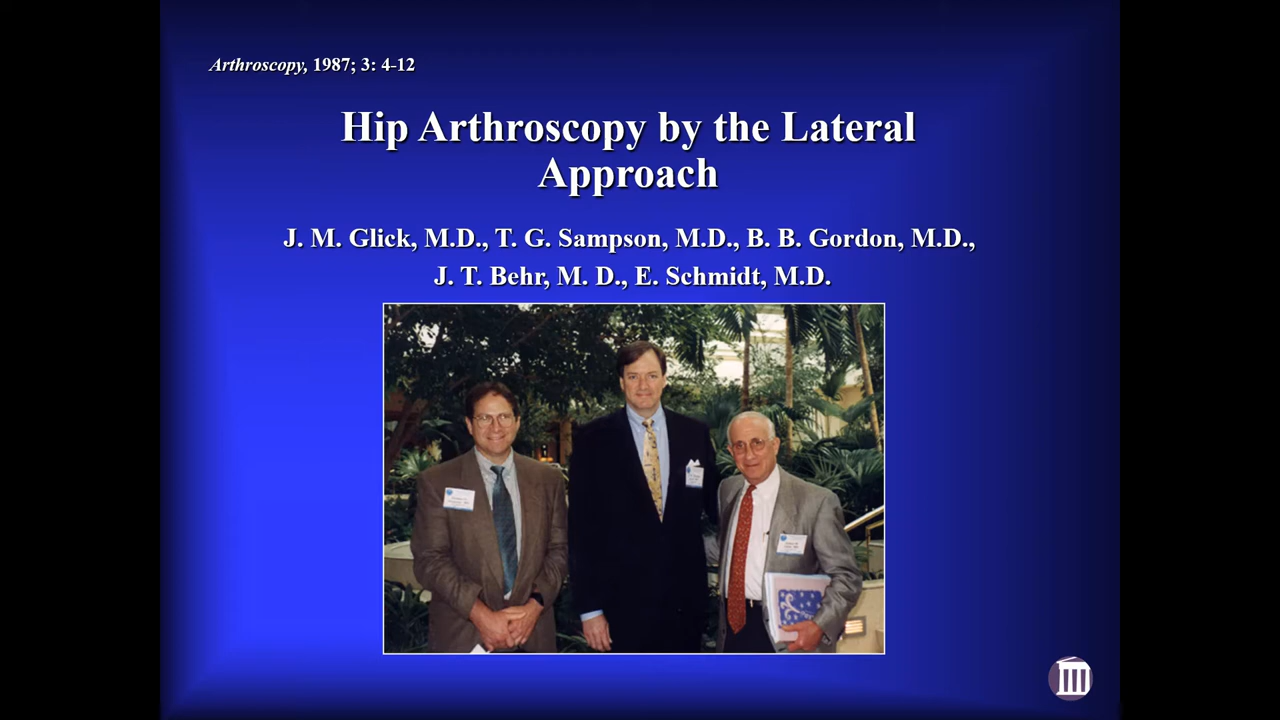 Arthroscopy, 1987; 3: 4-12
Hip Arthroscopy by the Lateral
Approach
J. M. Glick, M.D., T. G. Sampson, M.D., B. B. Gordon, M.D.,
J. T. Behr, M. D., E. Schmidt, M.D.